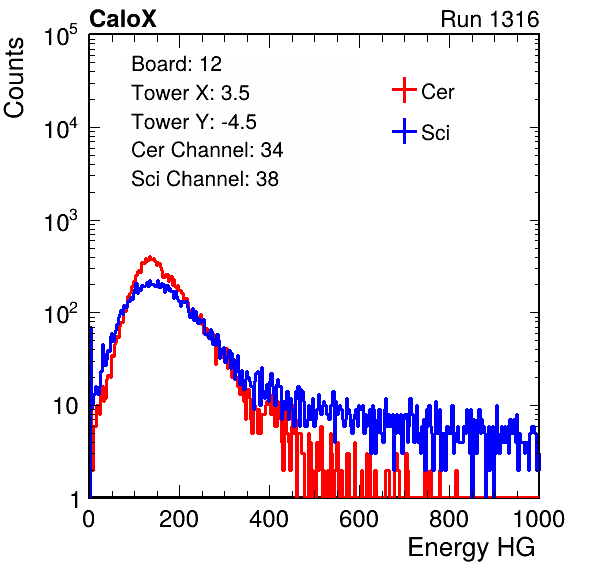 CaloX Run 1316
Board: 12
Tower X: 3.5
Tower Y: -4.5
Cer Channel: 34
Sci Channel: 38
Cer
Sci
Counts
10^5
10^4
10^3
10^2
10
1
0 200 400 600 800 1000
Energy HG